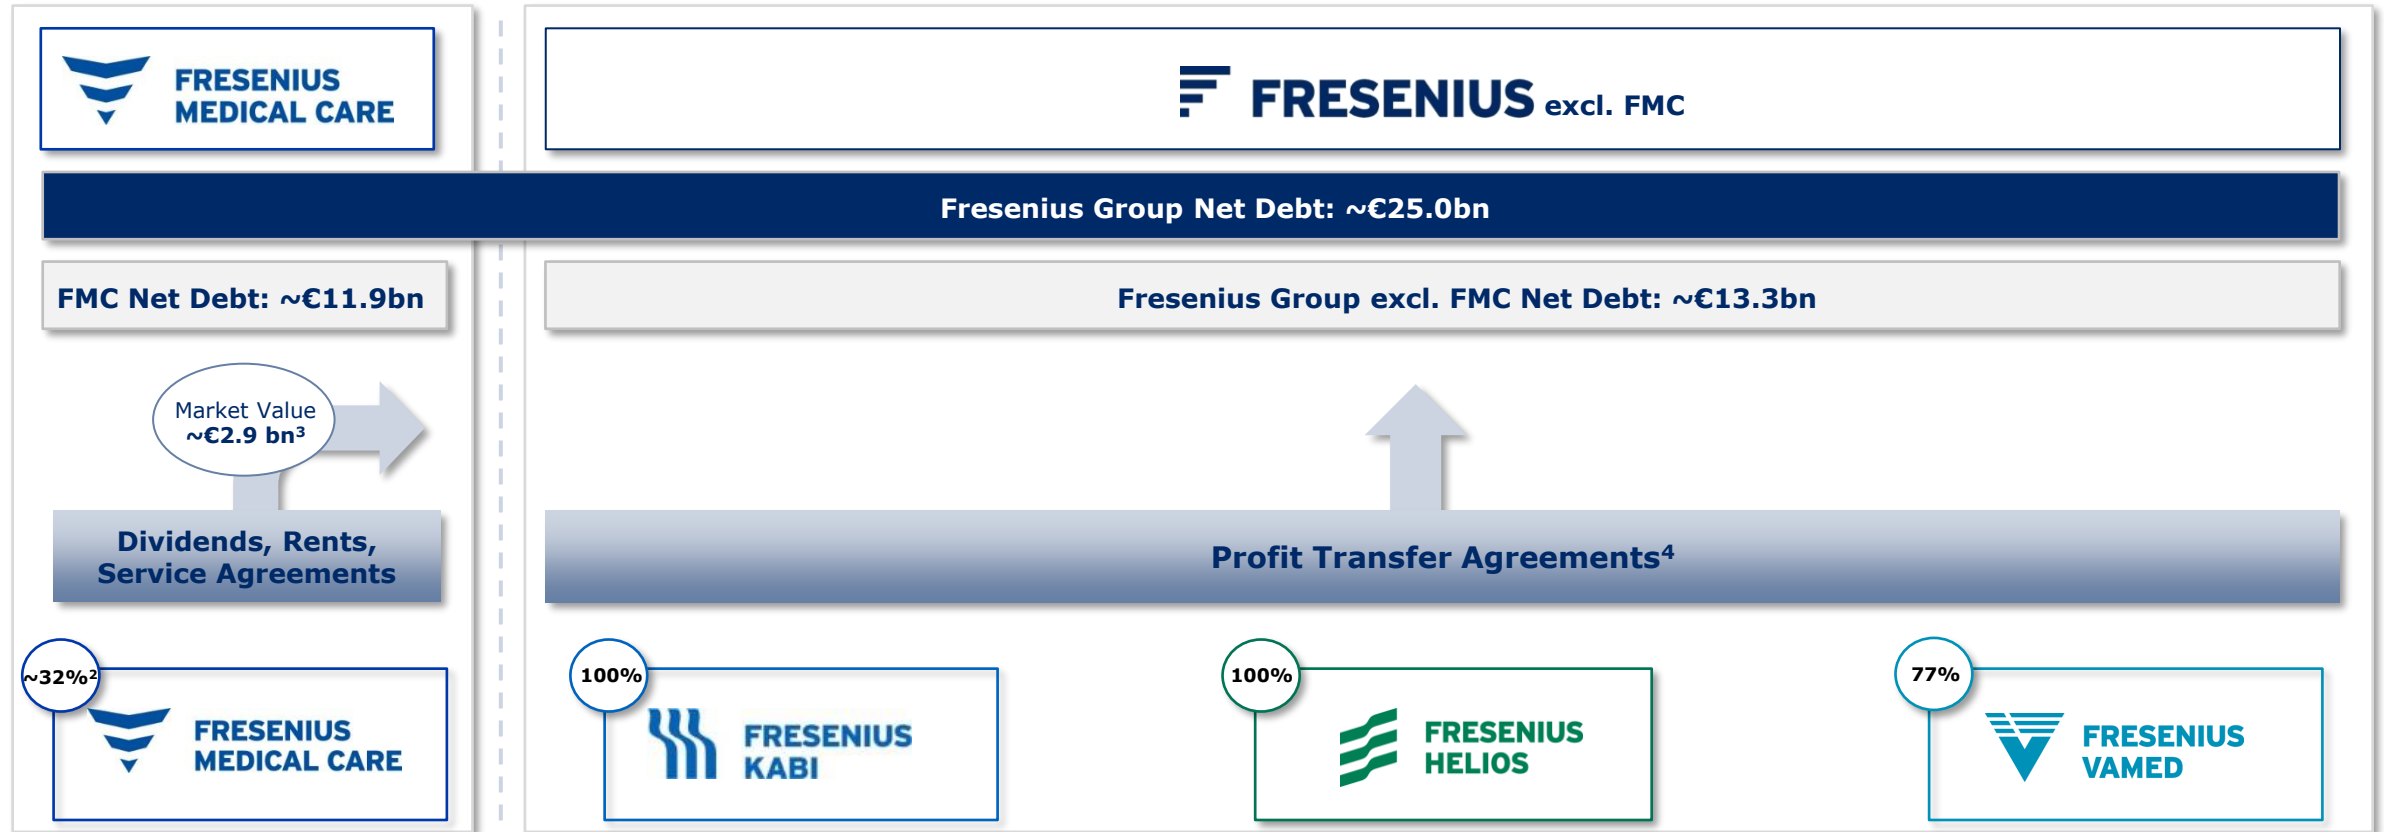 FRESENIUS
MEDICAL CARE
FRESENIUS excl. FMC
Fresenius Group Net Debt: ~€25.0bn
FMC Net Debt: ~€11.9bn
Fresenius Group excl. FMC Net Debt: ~€13.3bn
Market Value
~€2.9 bn³
Dividends, Rents,
Service Agreements
Profit Transfer Agreements⁴
~32%²
FRESENIUS
MEDICAL CARE
100%
FRESENIUS
KABI
100%
FRESENIUS
HELIOS
77%
FRESENIUS
VAMED